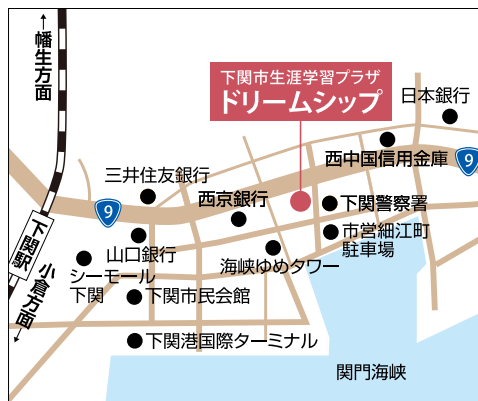 ←幡生方面
下関市生涯学習プラザ
ドリームシップ
日本銀行
西中国信用金庫
9
三井住友銀行
9
西京銀行
下関警察署
市営細江町
駐車場
山口銀行
海峡ゆめタワー
下関駅
小倉方面→
シーモール
下関
下関市民会館
下関港国際ターミナル
関門海峡